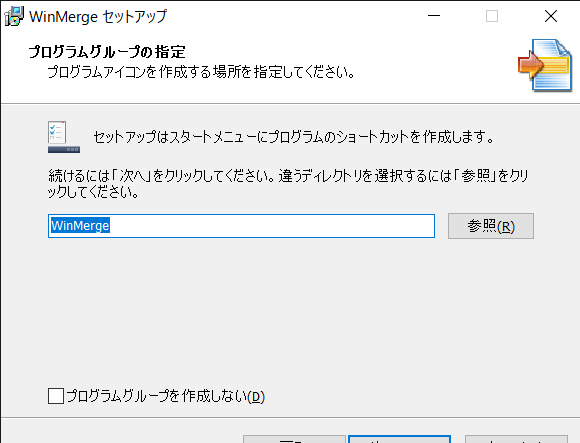 WinMerge セットアップ
プログラムグループの指定
プログラムアイコンを作成する場所を指定してください。
セットアップはスタートメニューにプログラムのショートカットを作成します。
続けるには「次へ」をクリックしてください。違うディレクトリを選択するには「参照」をクリ
ックしてください。
WinMerge
参照(R)
プログラムグループを作成しない(D)